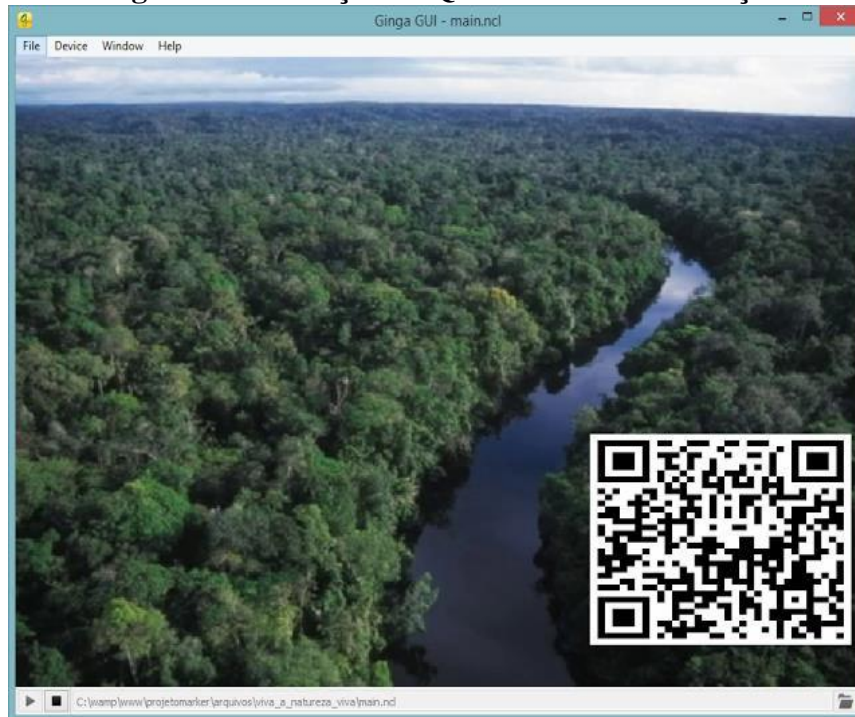 Ginga GUI - main.ncl
File Device Window Help
C:\wamp\www\projetomarker\arquivos\viva_a_natureza_viva\main.ncl